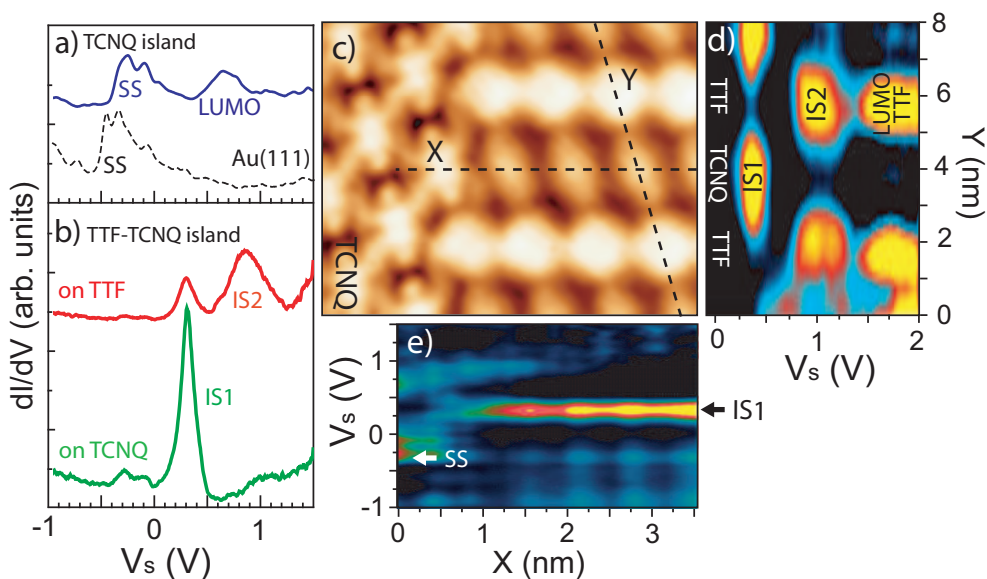 a) TCNQ island
SS
LUMO
SS
Au(111)
b) TTF-TCNQ island
on TTF
IS2
IS1
on TCNQ
dI/dV (arb. units)
-1 0 1
Vs (V)
c)
X
Y
TCNQ
d)
TTF
TCNQ
TTF
IS1
IS2
LUMO
TTF
8
6
4
2
0
Y (nm)
0 1 2
Vs (V)
e)
1
0
-1
Vs (V)
SS
IS1
0 1 2 3
X (nm)